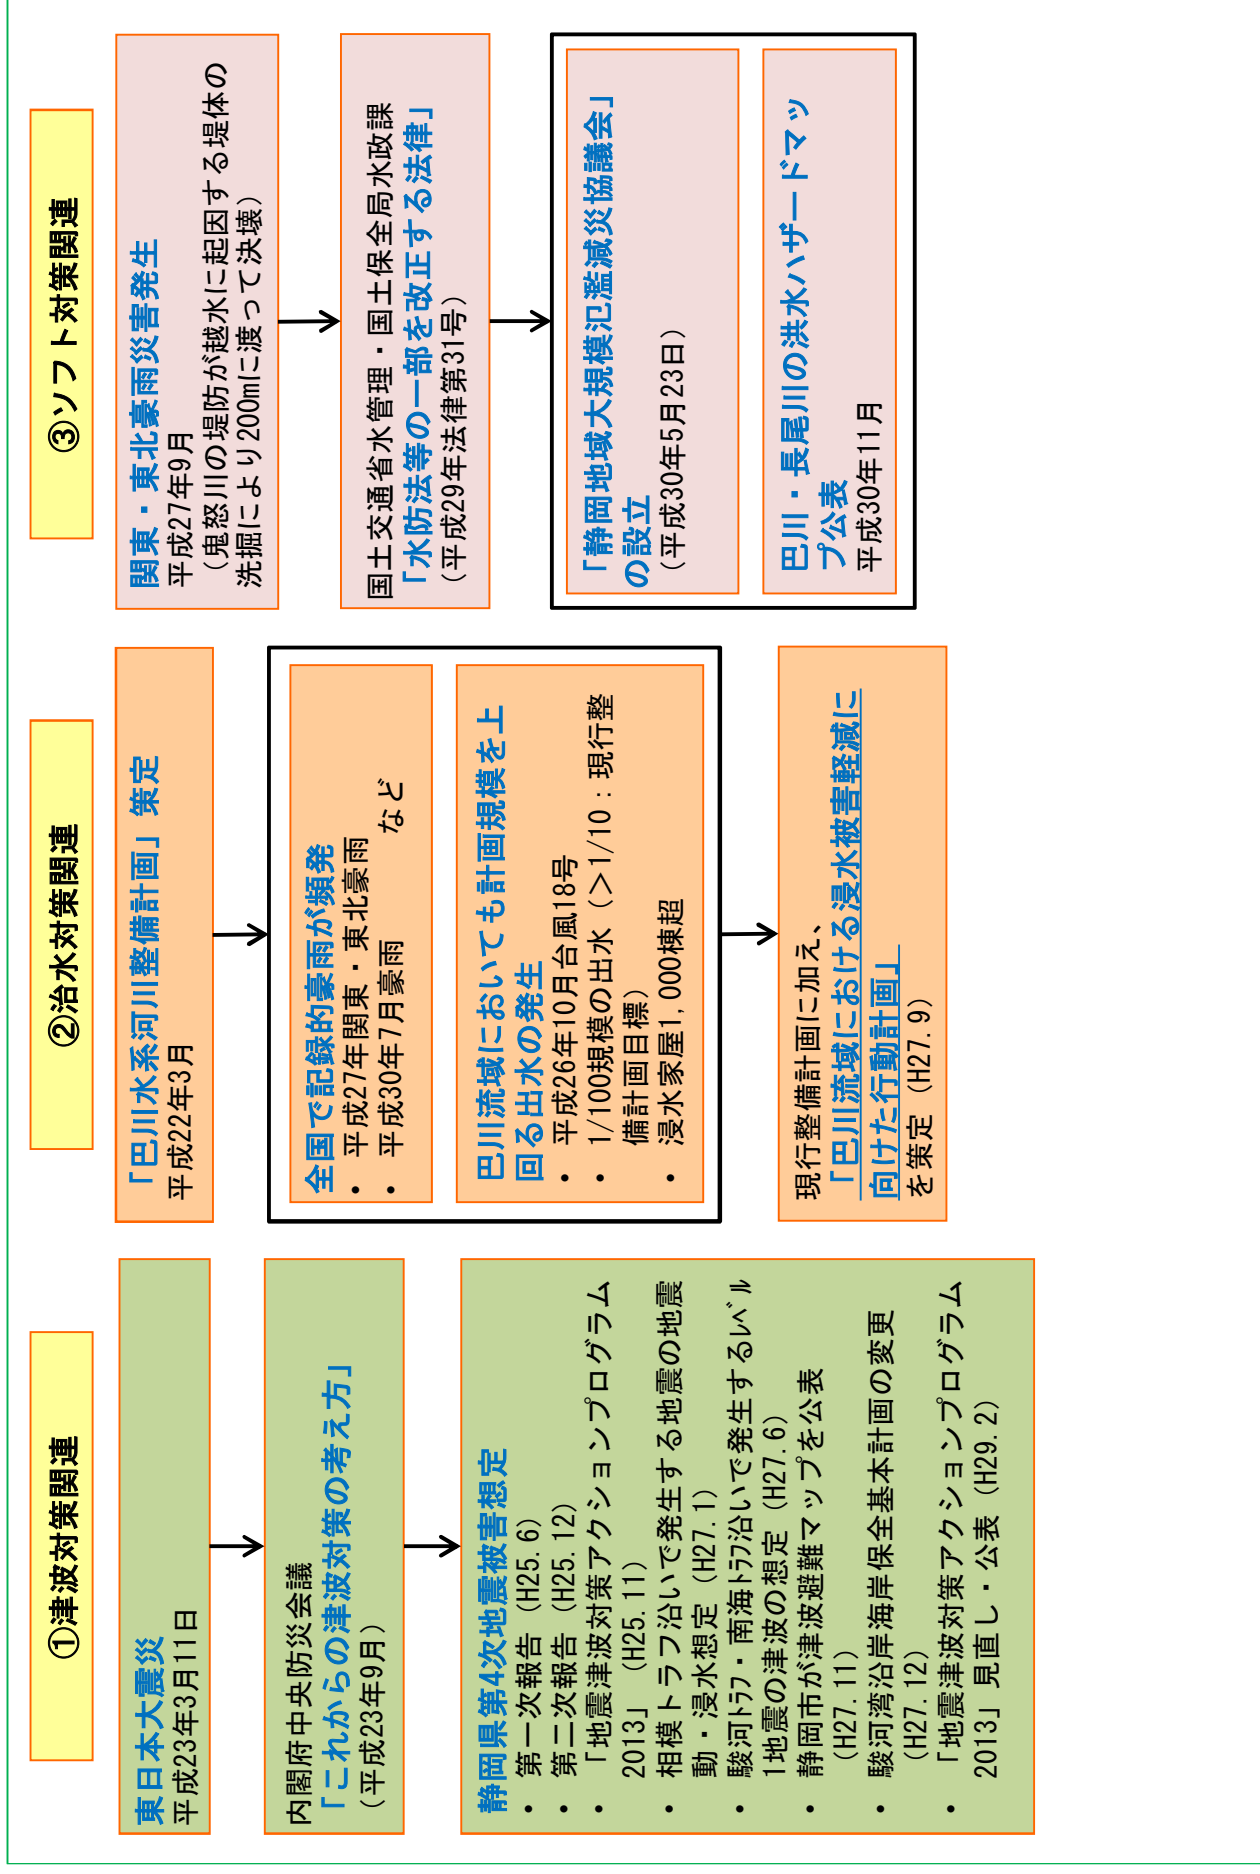 ①津波対策関連
東日本大震災
平成23年3月11日
内閣府中央防災会議
「これからの津波対策の考え方」
（平成23年9月）
静岡県第4次地震被害想定
• 第一次報告（H25.6）
• 第二次報告（H25.12）
• 「地震津波対策アクションプログラム
2013」（H25.11）
• 相模トラフ沿いで発生する地震の地震
動・浸水想定（H27.1）
• 駿河ﾄﾗﾌ・南海ﾄﾗﾌ沿いで発生するﾚﾍﾞﾙ
1地震の津波の想定（H27.6）
• 静岡市が津波避難マップを公表
（H27.11）
• 駿河湾沿岸海岸保全基本計画の変更
（H27.12）
• 「地震津波対策アクションプログラム
2013」見直し・公表（H29.2）
②治水対策関連
「巴川水系河川整備計画」策定
平成22年3月
全国で記録的豪雨が頻発
• 平成27年関東・東北豪雨
• 平成30年7月豪雨　　　など
巴川流域においても計画規模を上
回る出水の発生
• 平成26年10月台風18号
• 1/100規模の出水（＞1/10：現行整
備計画目標）
• 浸水家屋1,000棟超
現行整備計画に加え、
「巴川流域における浸水被害軽減に
向けた行動計画」
を策定（H27.9）
③ソフト対策関連
関東・東北豪雨災害発生
平成27年9月
（鬼怒川の堤防が越水に起因する堤体の
洗掘により200mに渡って決壊）
国土交通省水管理・国土保全局水政課
「水防法等の一部を改正する法律」
（平成29年法律第31号）
「静岡地域大規模氾濫減災協議会」
の設立
（平成30年5月23日）
巴川・長尾川の洪水ハザードマッ
プ公表
平成30年11月